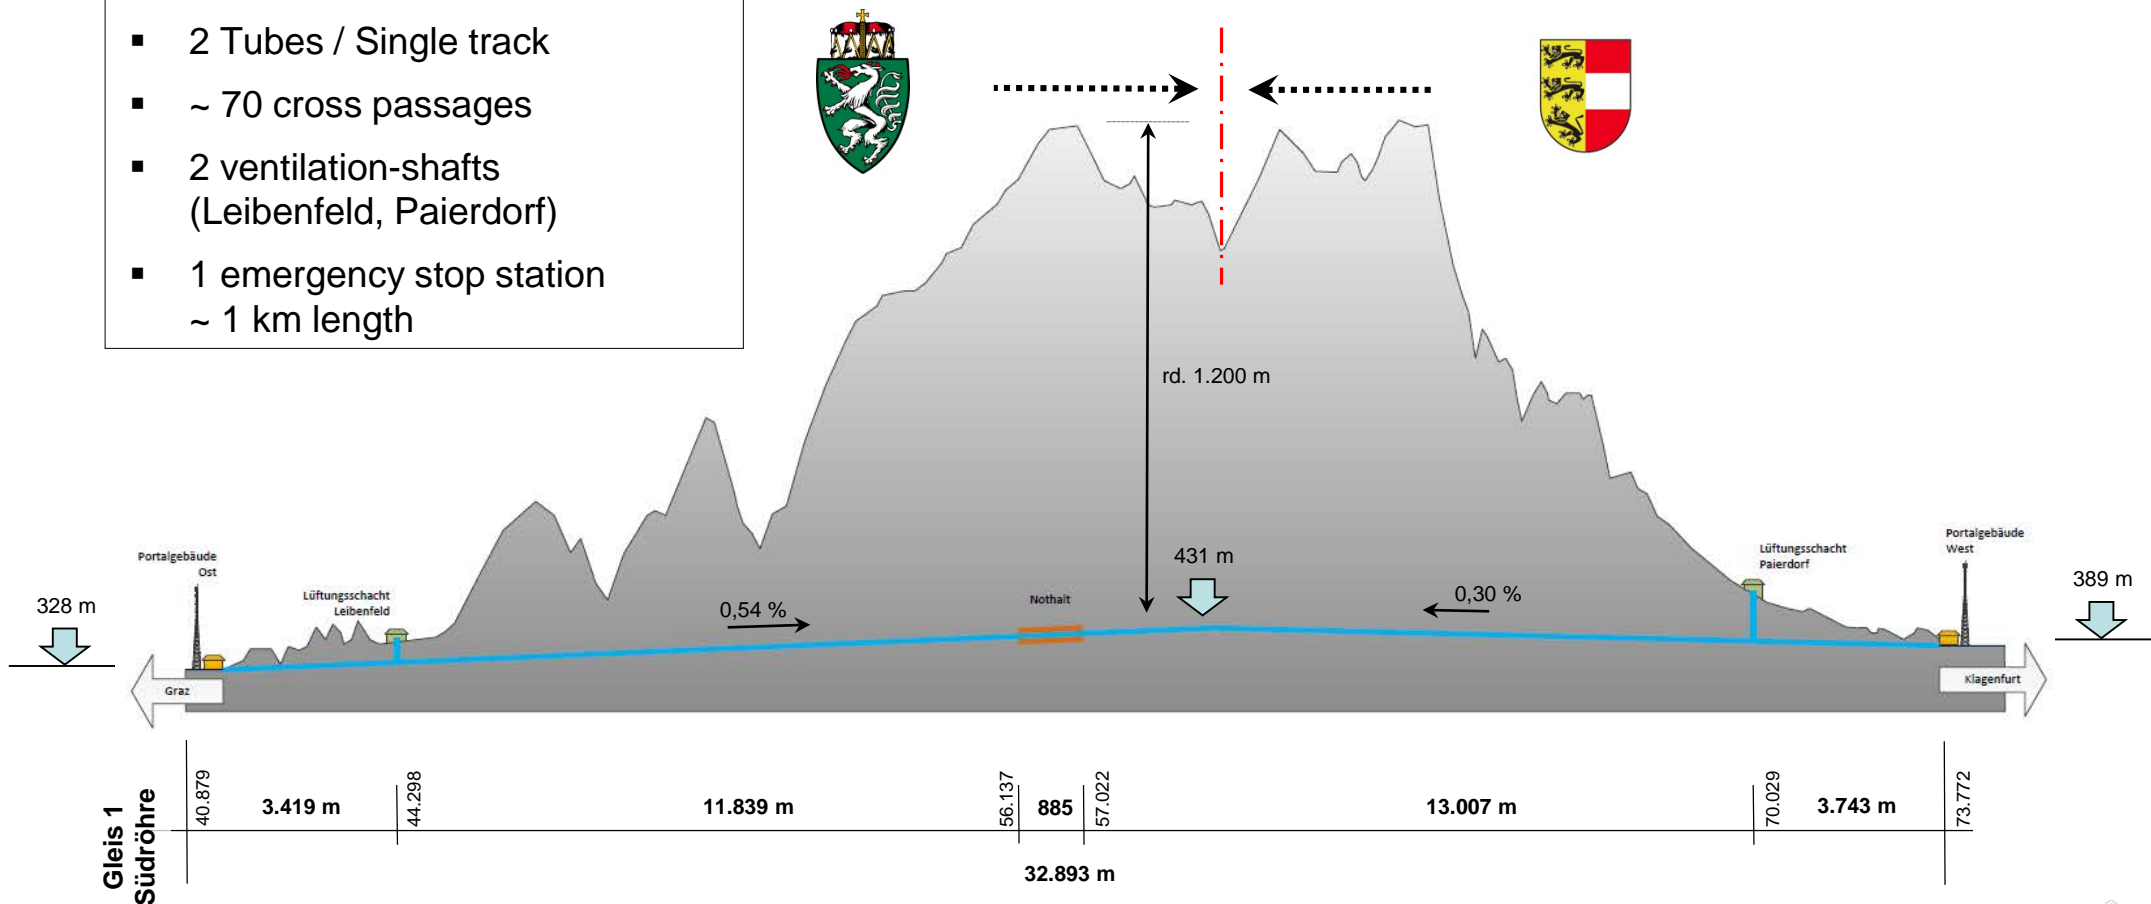 ▪ 2 Tubes / Single track
▪ ~ 70 cross passages
▪ 2 ventilation-shafts
(Leibenfeld, Paierdorf)
▪ 1 emergency stop station
~ 1 km length
rd. 1.200 m
Portalgebäude
Ost
328 m
Lüftungsschacht
Leibenfeld
0,54 %
Nothalt
431 m
0,30 %
Lüftungsschacht
Paierdorf
Portalgebäude
West
389 m
Graz
Klagenfurt
Gleis 1
Südröhre
40.879
3.419 m
44.298
11.839 m
56.137
885
57.022
13.007 m
70.029
3.743 m
73.772
32.893 m